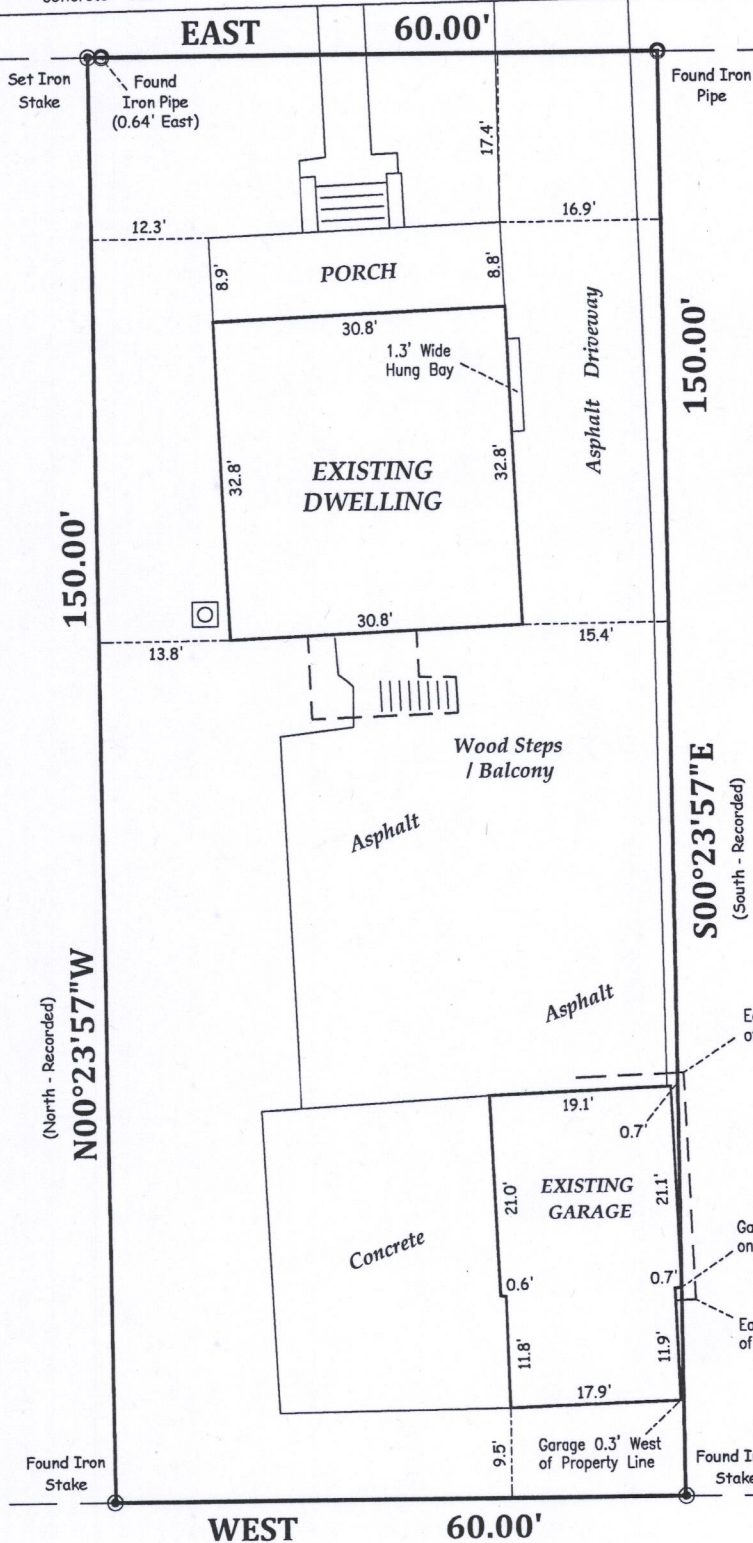 EAST 60.00'
Set Iron
Stake
Found
Iron Pipe
(0.64' East)
Found Iron
Pipe
17.4'
12.3'
16.9'
8.9'
PORCH
8.8'
30.8'
1.3' Wide
Hung Bay
Asphalt Driveway
150.00'
32.8'
EXISTING
DWELLING
32.8'
150.00'
30.8'
13.8'
15.4'
Wood Steps
/ Balcony
Asphalt
S00°23'57"E
(South - Recorded)
(North - Recorded)
N00°23'57"W
Asphalt
19.1'
0.7'
21.0'
EXISTING
GARAGE
21.1'
Concrete
0.6'
0.7'
11.8'
11.9'
17.9'
9.5'
Garage 0.3' West
of Property Line
Found Iron
Stake
Found
Stake
WEST 60.00'